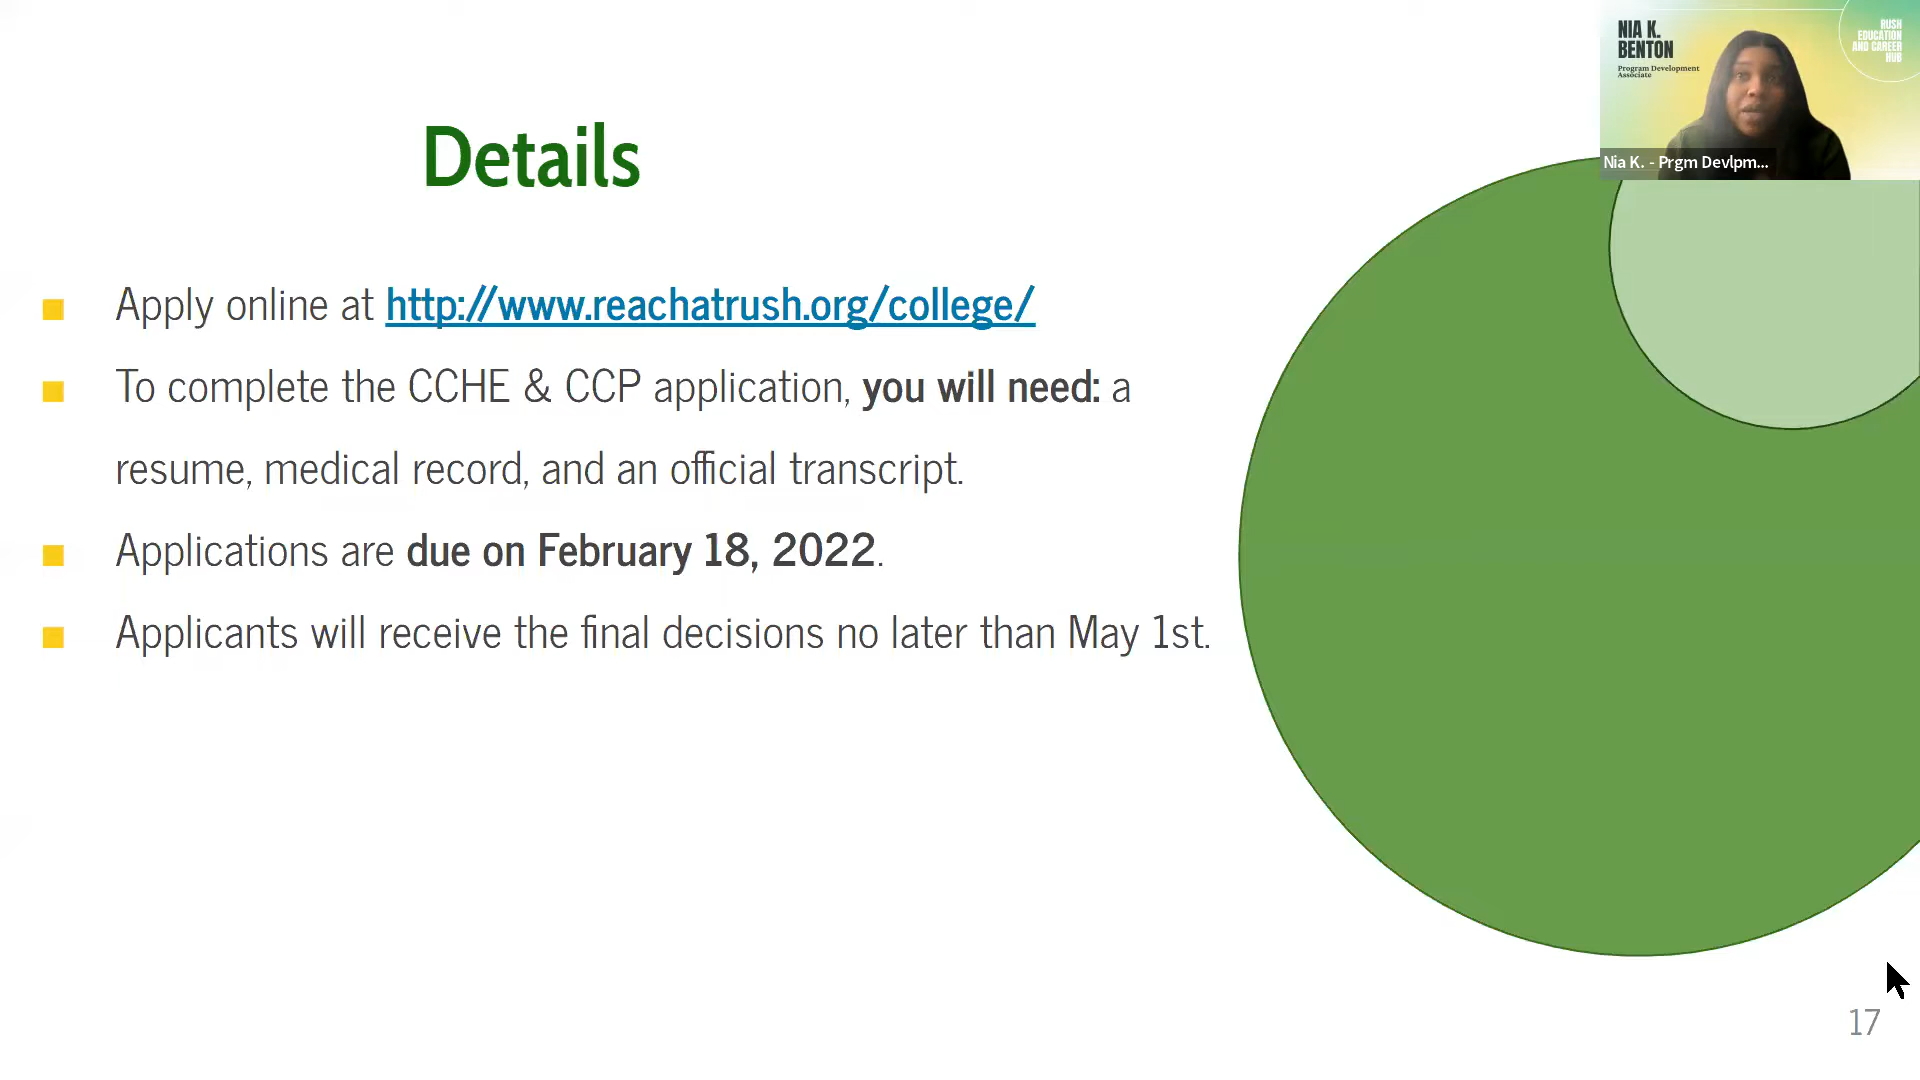 NIA K.
BENTON
Program Development
Associate
RUSH
EDUCATION
AND CAREER
HUB
Nia K. - Prgm Devlpm...
Details
Apply online at http://www.reachatrush.org/college/
To complete the CCHE & CCP application, you will need: a
resume, medical record, and an official transcript.
Applications are due on February 18, 2022.
Applicants will receive the final decisions no later than May 1st.
17